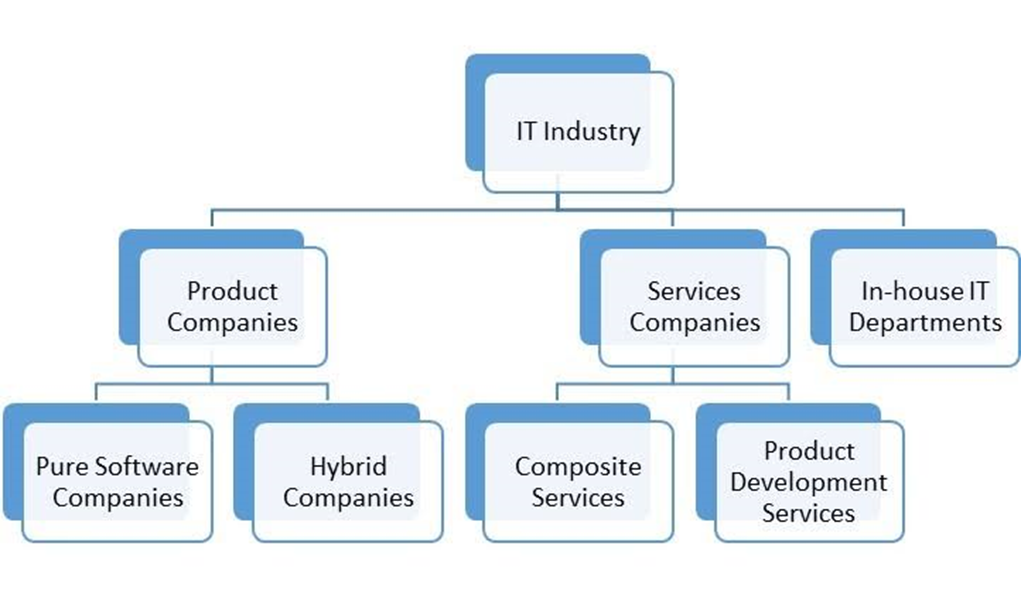 IT Industry
Product
Companies
Services
Companies
In-house IT
Departments
Pure Software
Companies
Hybrid
Companies
Composite
Services
Product
Development
Services